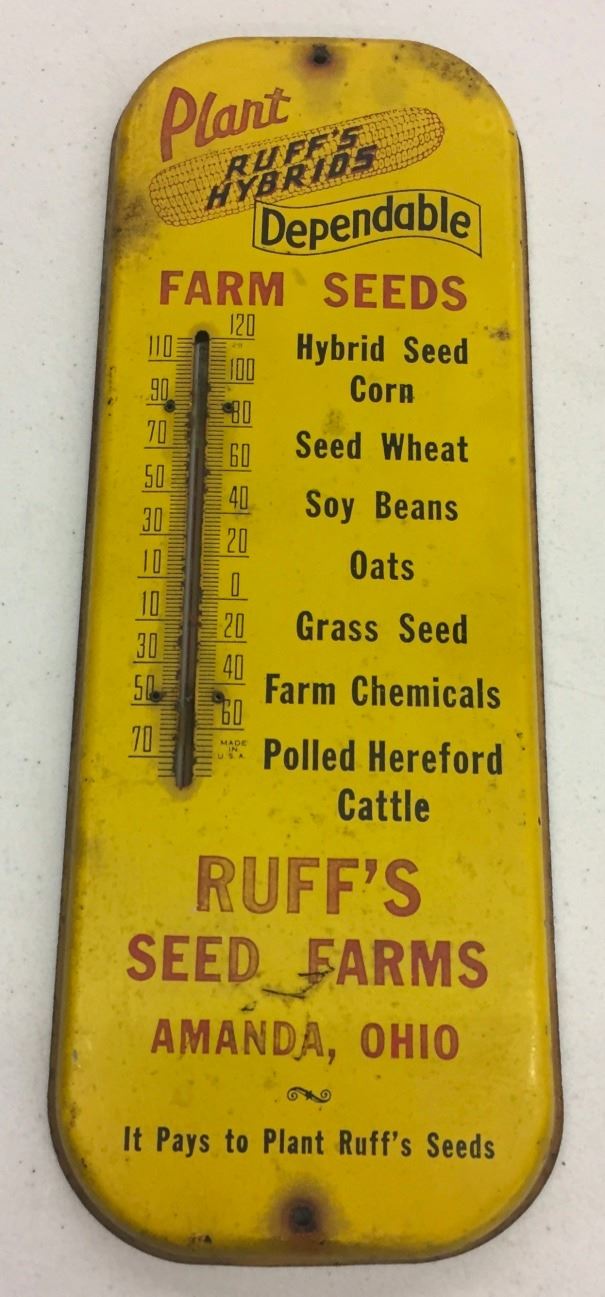 Plant
RUFF'S
HYBRIDS
Dependable
FARM SEEDS
120
110
100
90
80
70
60
50
40
30
20
10
0
10
20
30
40
50
60
70
MADE
IN
U.S.A.
Hybrid Seed
Corn
Seed Wheat
Soy Beans
Oats
Grass Seed
Farm Chemicals
Polled Hereford
Cattle
RUFF'S
SEED FARMS
AMANDA, OHIO
It Pays to Plant Ruff's Seeds